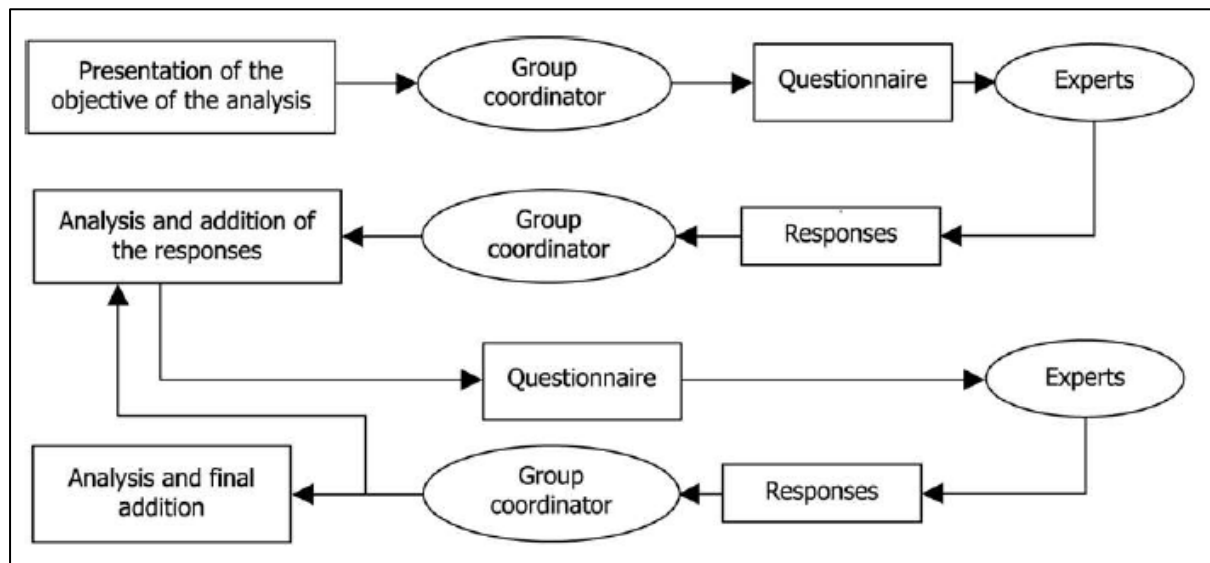 Presentation of the
objective of the analysis
Group
coordinator
Questionnaire
Experts
Analysis and addition of
the responses
Group
coordinator
Responses
Questionnaire
Experts
Analysis and final
addition
Group
coordinator
Responses